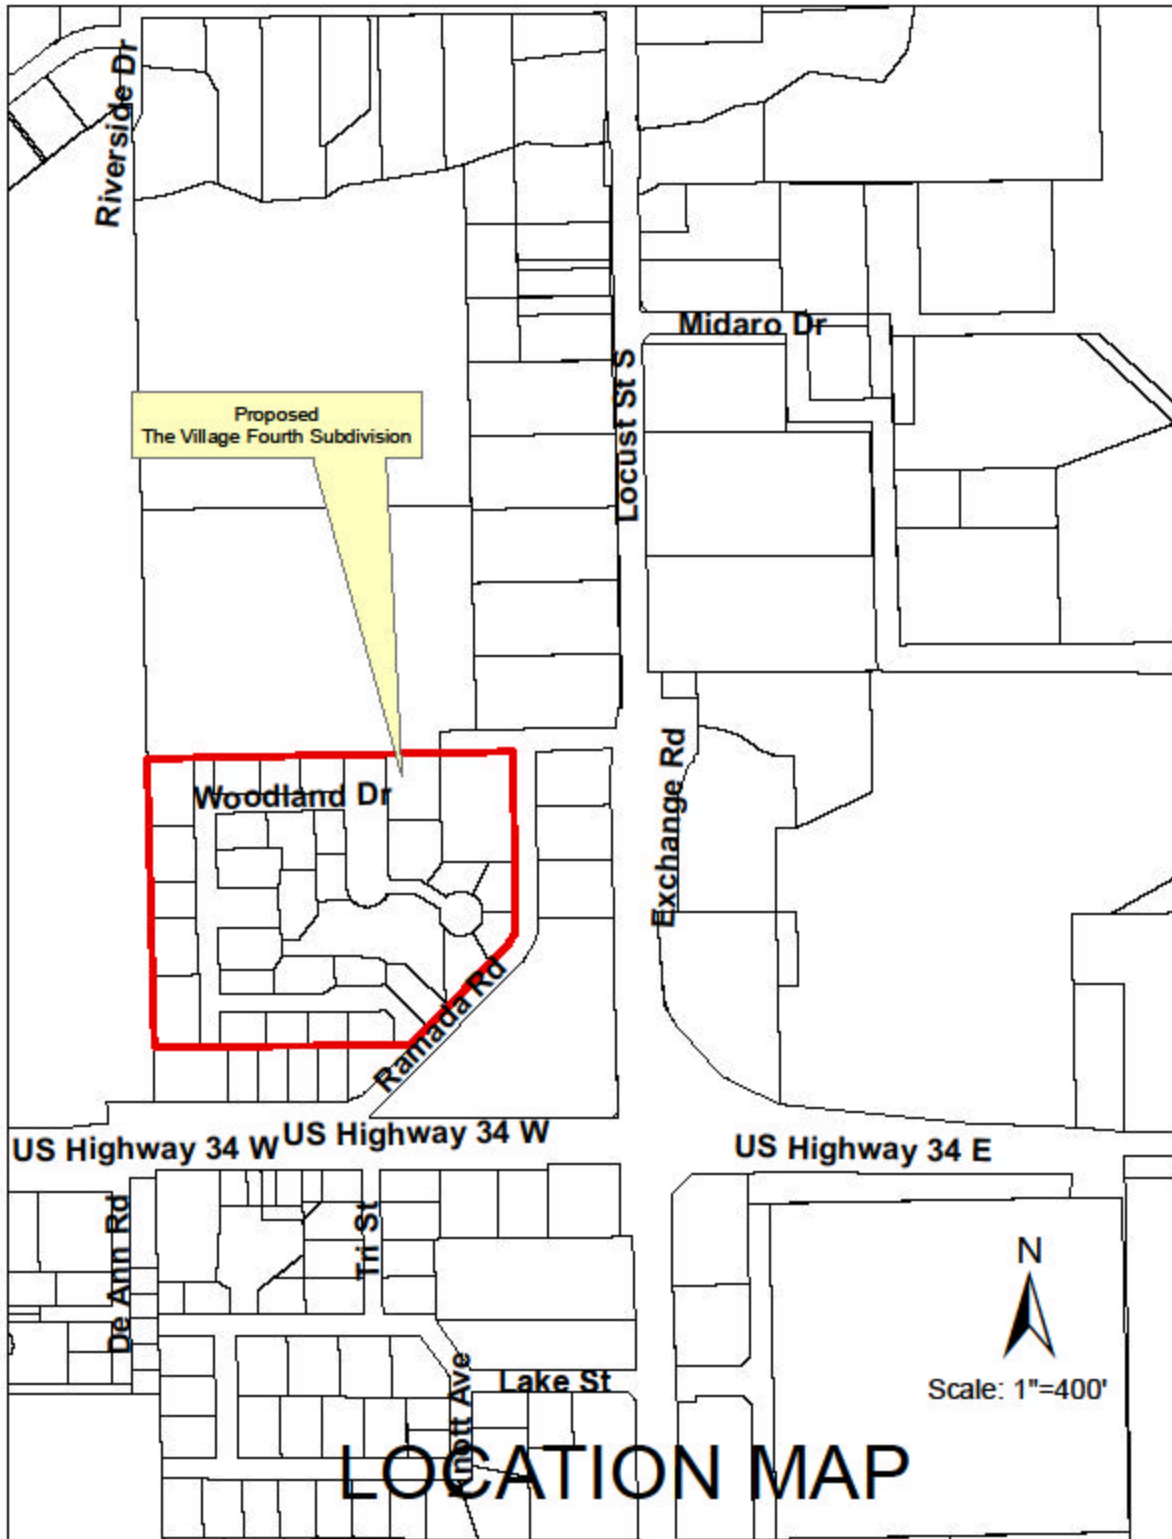 Riverside Dr
Midaro Dr
Locust St S
Proposed
The Village Fourth Subdivision
Woodland Dr
Exchange Rd
Ramada Rd
US Highway 34 W
US Highway 34 W
US Highway 34 E
De Ann Rd
Tri St
N
Scale: 1"=400'
Knott Ave
Lake St
LOCATION MAP